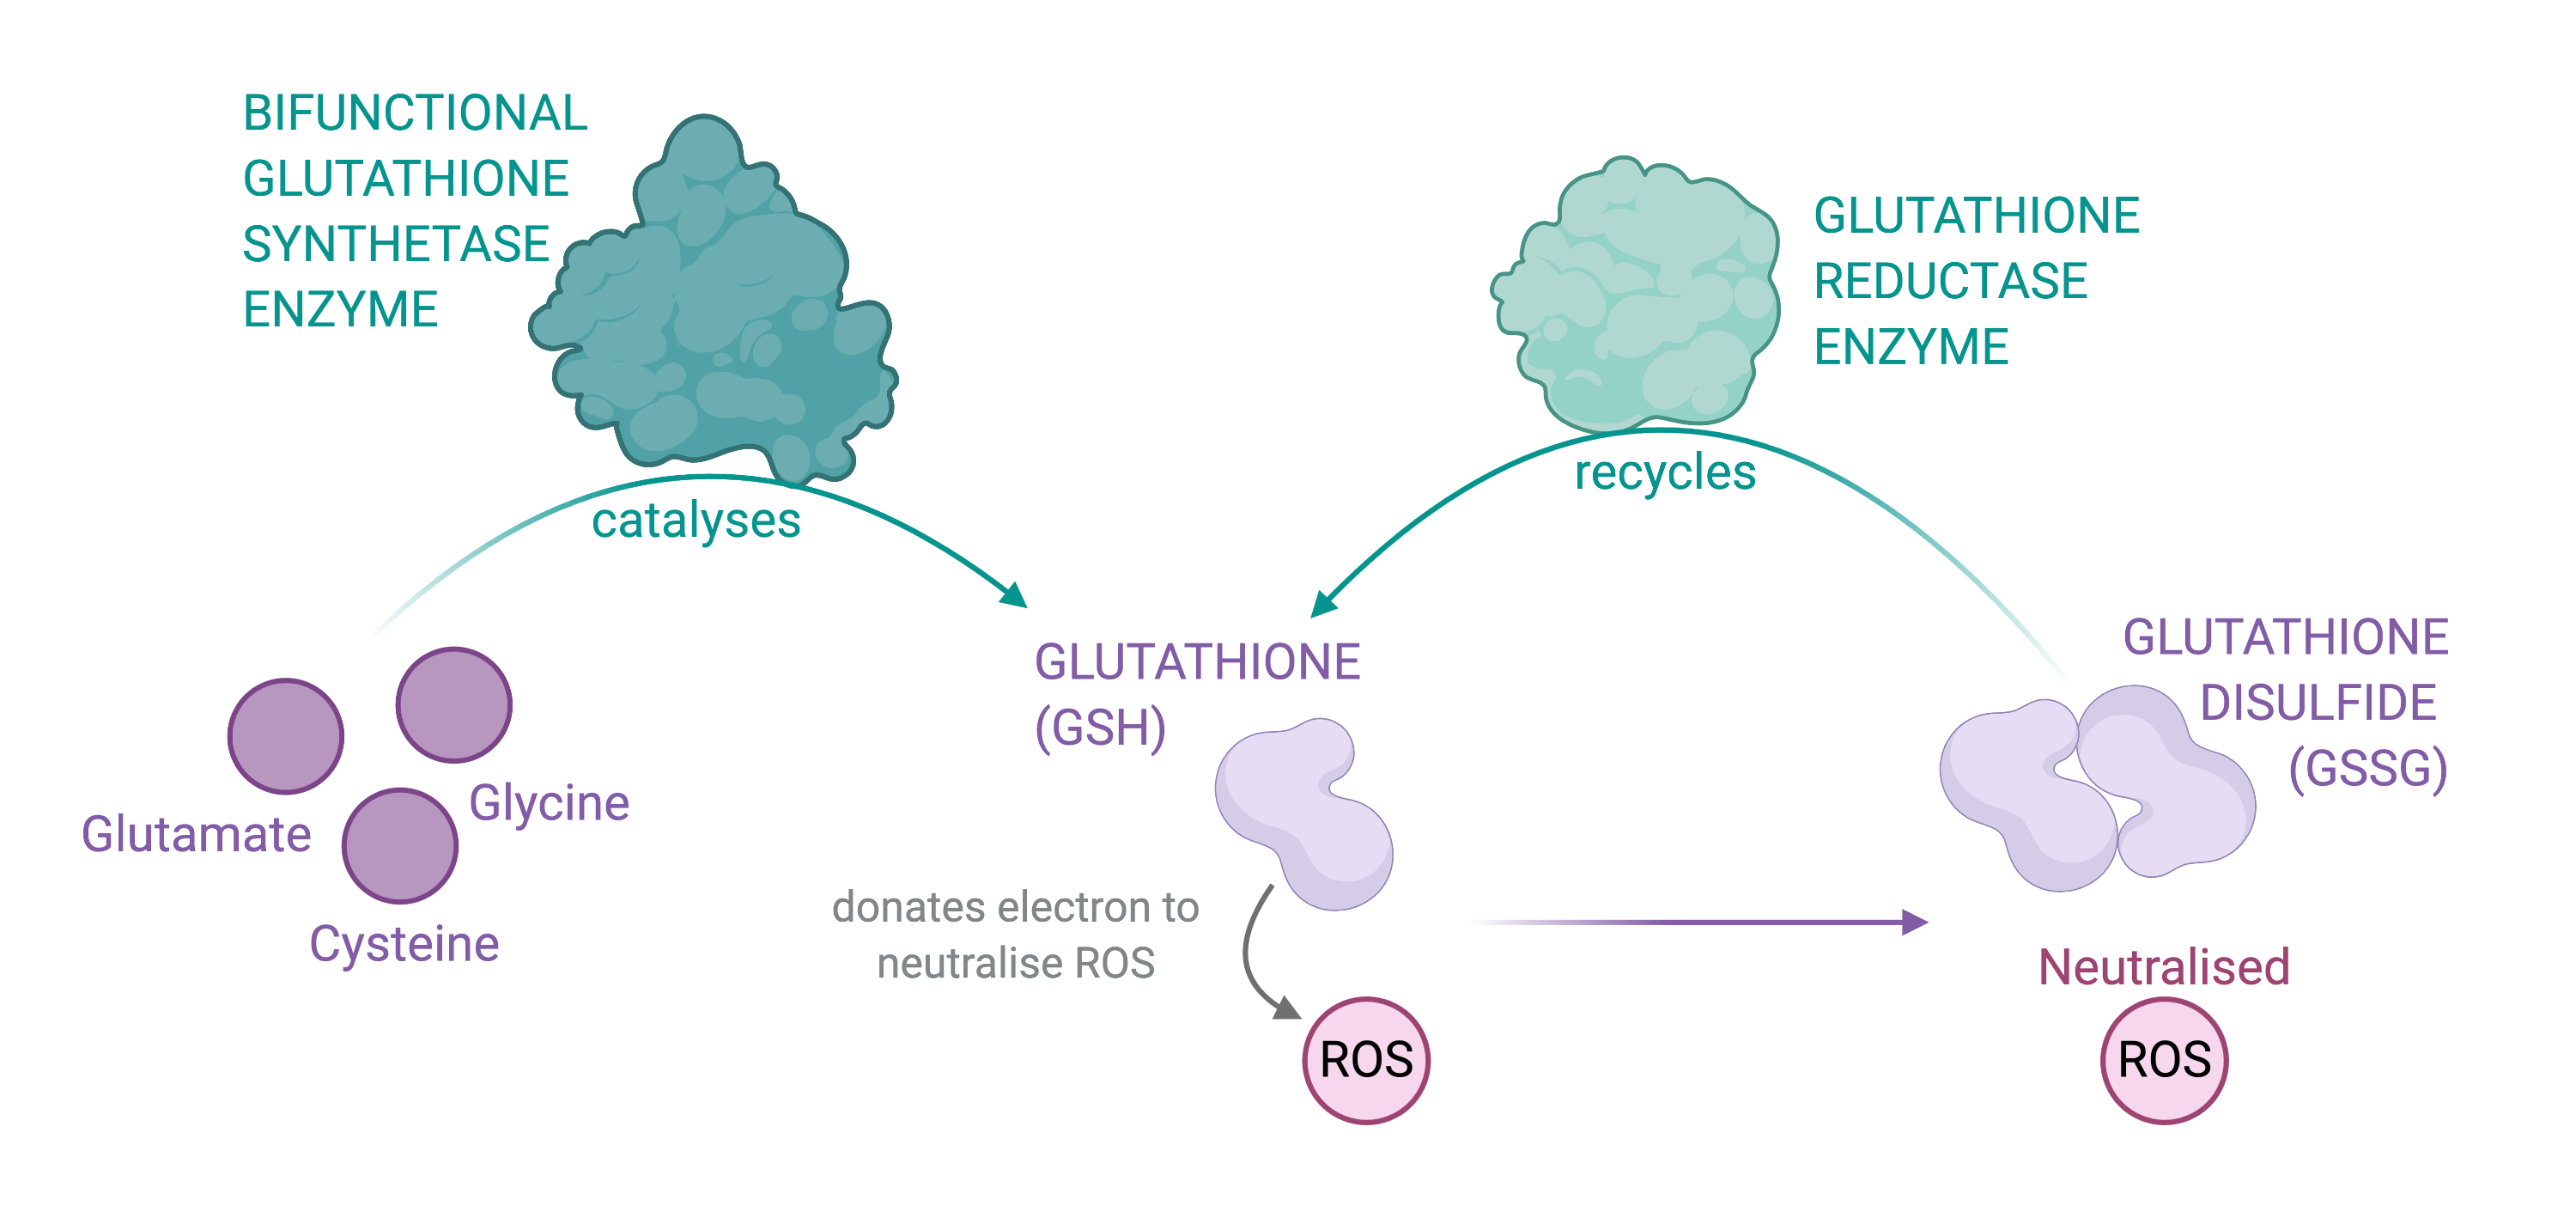 BIFUNCTIONAL
GLUTATHIONE
SYNTHETASE
ENZYME
catalyses
GLUTATHIONE
REDUCTASE
ENZYME
recycles
Glutamate
Glycine
Cysteine
GLUTATHIONE
(GSH)
donates electron to
neutralise ROS
ROS
GLUTATHIONE
DISULFIDE
(GSSG)
Neutralised
ROS